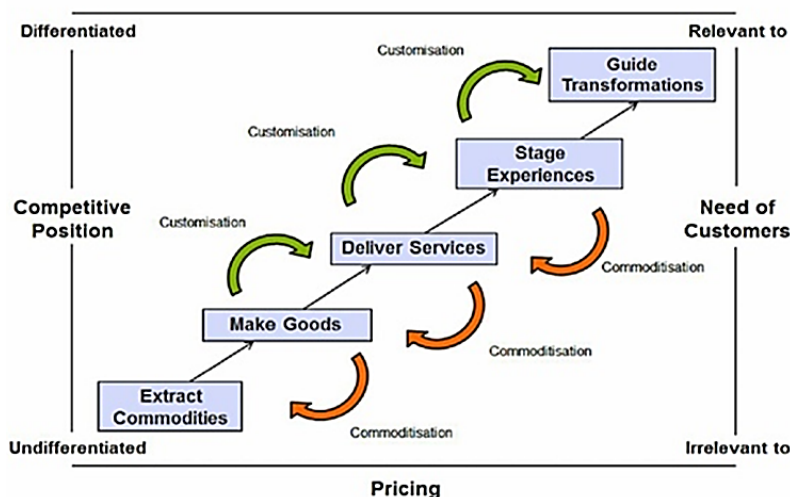 Differentiated
Relevant to
Customisation
Guide
Transformations
Customisation
Stage
Experiences
Competitive
Position
Need of
Customers
Customisation
Deliver Services
Commoditisation
Make Goods
Commoditisation
Extract
Commodities
Commoditisation
Undifferentiated
Irrelevant to
Pricing